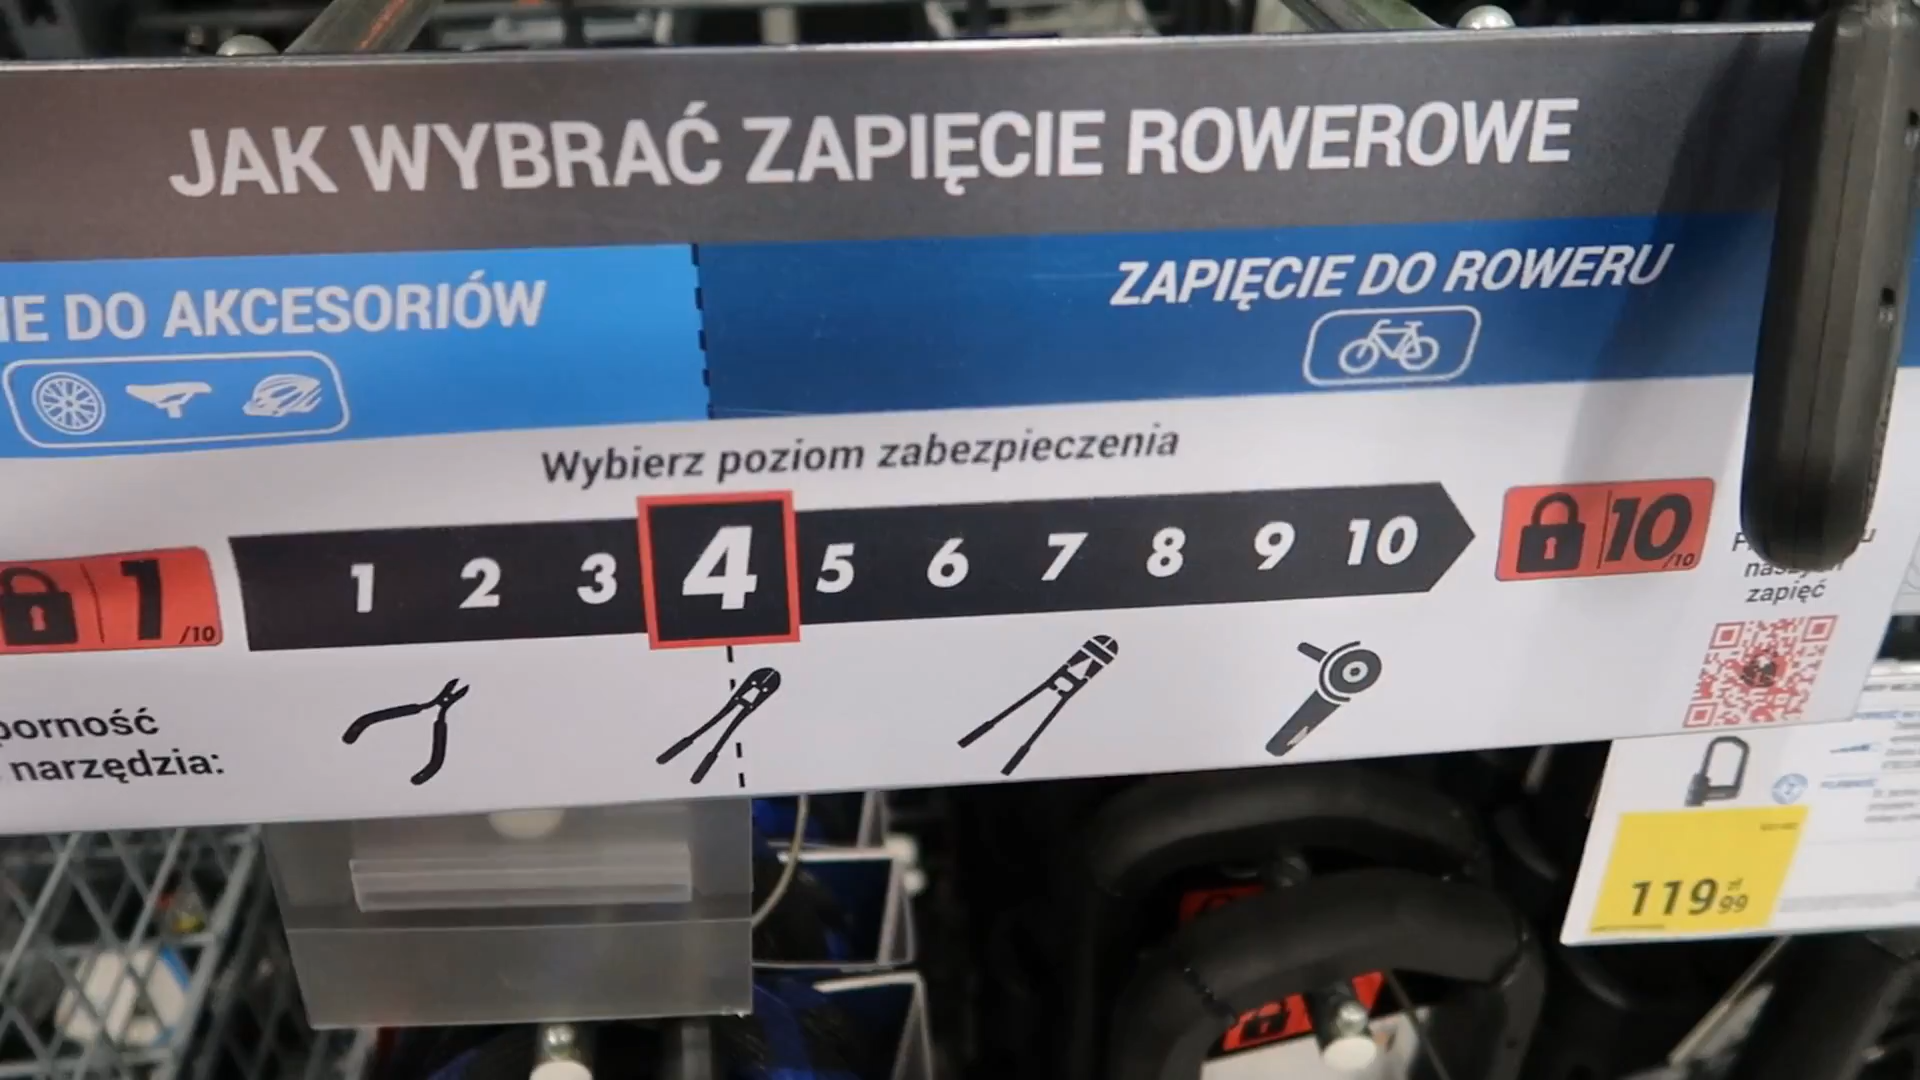 JAK WYBRAĆ ZAPIĘCIE ROWEROWE
IE DO AKCESORIÓW
ZAPIĘCIE DO ROWERU
Wybierz poziom zabezpieczenia
1/10
1 2 3 4 5 6 7 8 9 10
10/10
zapięć
porność
narzędzia:
119 zł 99